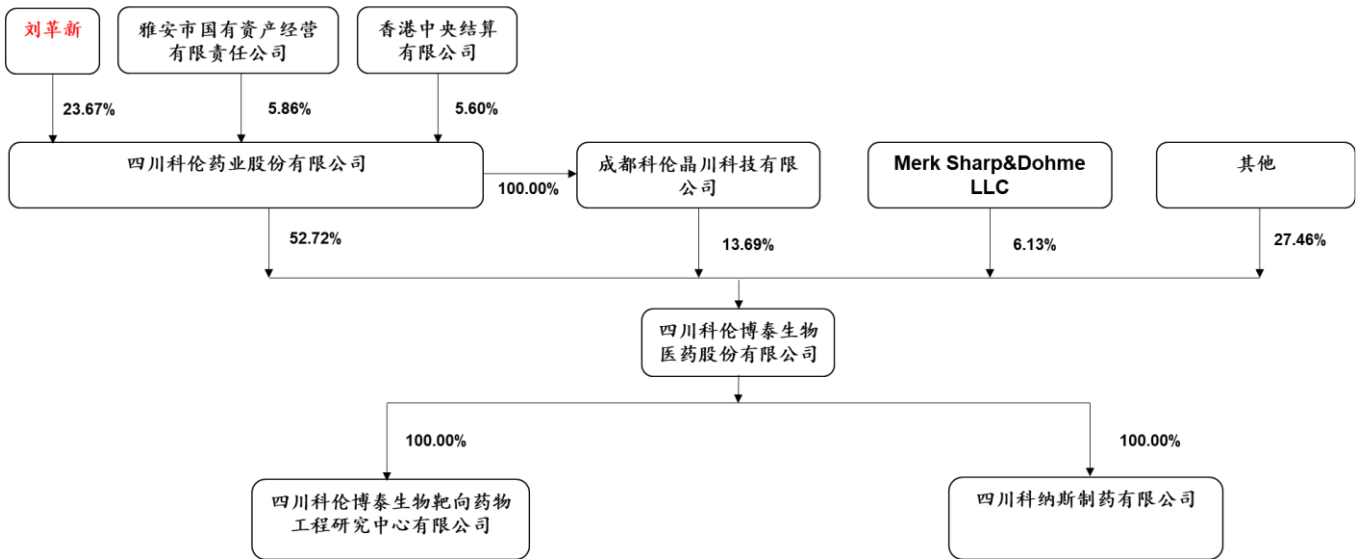 刘革新
雅安市国有资产经营
有限责任公司
香港中央结算
有限公司
23.67%
5.86%
5.60%
四川科伦药业股份有限公司
100.00%
成都科伦晶川科技有限
公司
Merk Sharp&Dohme
LLC
其他
52.72%
13.69%
6.13%
27.46%
四川科伦博泰生物
医药股份有限公司
100.00%
100.00%
四川科伦博泰生物靶向药物
工程研究中心有限公司
四川科纳斯制药有限公司